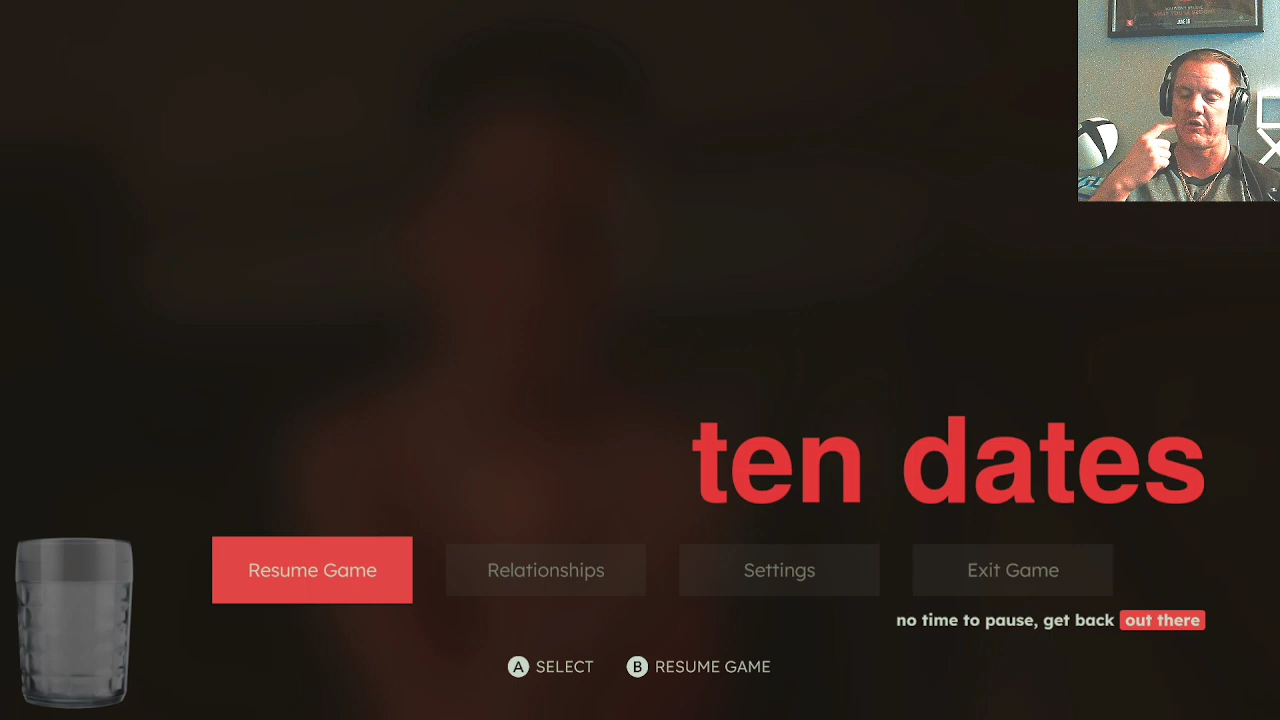 ten dates
Resume Game
Relationships
Settings
Exit Game
no time to pause, get back out there
A SELECT B RESUME GAME